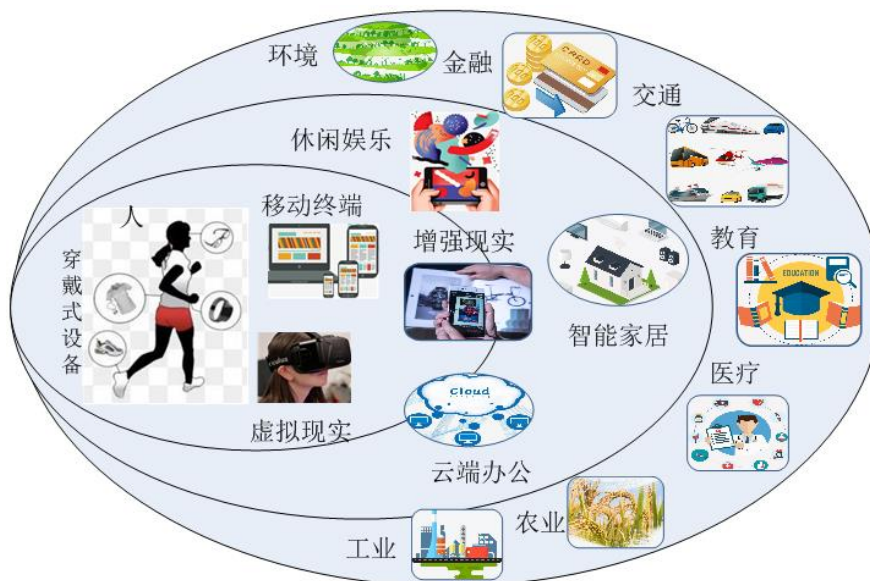 环境
金融
交通
休闲娱乐
人
移动终端
穿戴式设备
增强现实
教育
EDUCATION
智能家居
医疗
虚拟现实
Cloud
云端办公
农业
工业